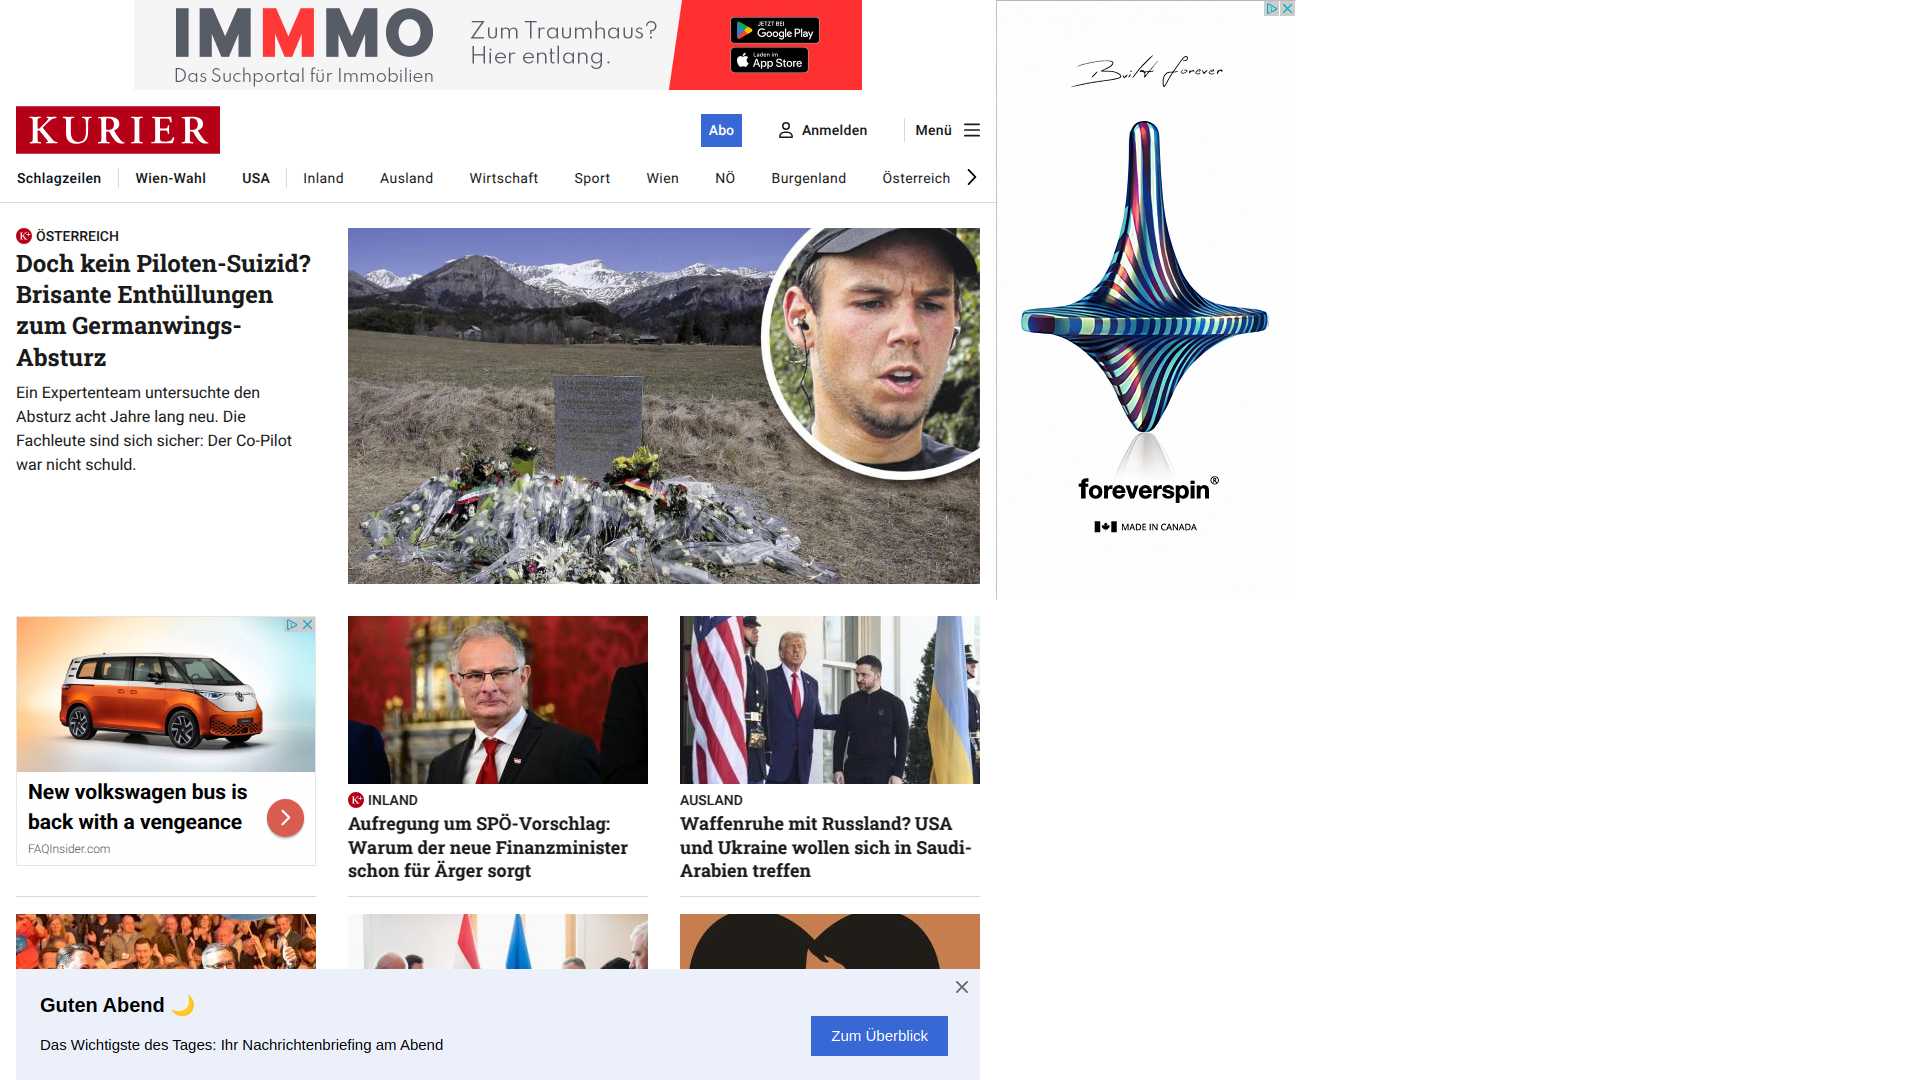 IMMMO
Das Suchportal für Immobilien
Zum Traumhaus?
Hier entlang.
JETZT BEI
Google Play
Laden im
App Store
KURIER
Abo
Anmelden
Menü
Schlagzeilen
Wien-Wahl
USA
Inland
Ausland
Wirtschaft
Sport
Wien
NÖ
Burgenland
Österreich
K+ ÖSTERREICH
Doch kein Piloten-Suizid?
Brisante Enthüllungen
zum Germanwings-
Absturz
Ein Expertenteam untersuchte den
Absturz acht Jahre lang neu. Die
Fachleute sind sich sicher: Der Co-Pilot
war nicht schuld.
Built forever
foreverspin®
MADE IN CANADA
New volkswagen bus is
back with a vengeance
FAQInsider.com
K+ INLAND
Aufregung um SPÖ-Vorschlag:
Warum der neue Finanzminister
schon für Ärger sorgt
AUSLAND
Waffenruhe mit Russland? USA
und Ukraine wollen sich in Saudi-
Arabien treffen
Guten Abend 🌙
Das Wichtigste des Tages: Ihr Nachrichtenbriefing am Abend
Zum Überblick